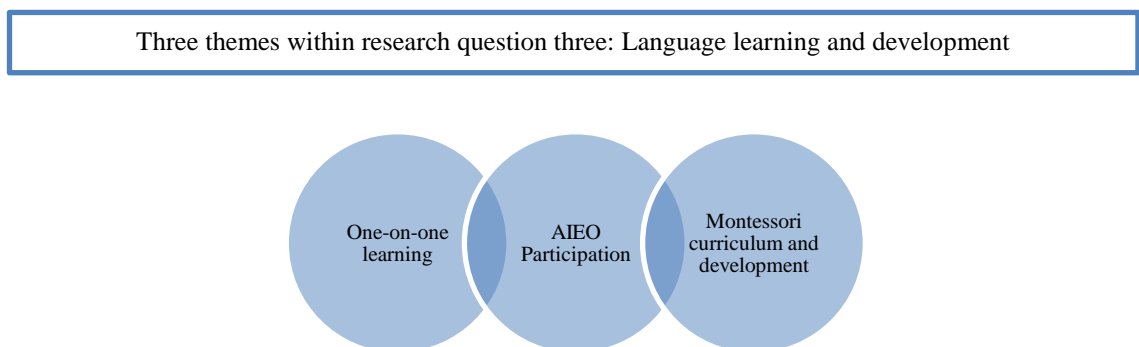 Three themes within research question three: Language learning and development
One-on-one
learning
AIEO
Participation
Montessori
curriculum and
development